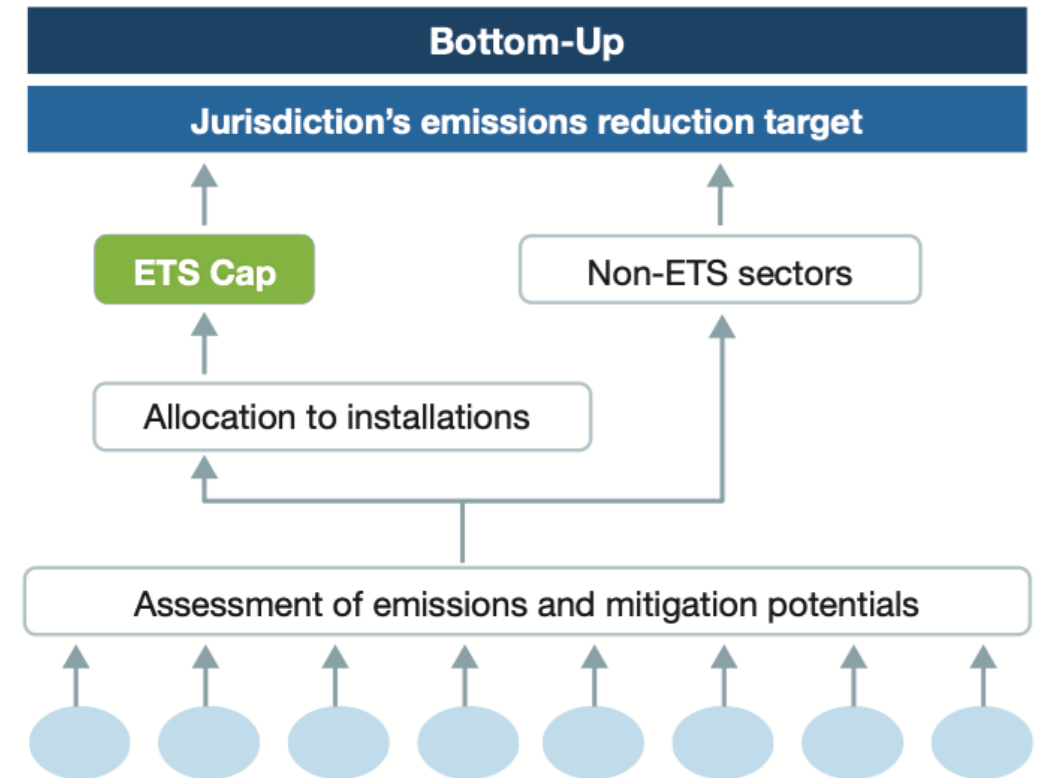 Bottom-Up
Jurisdiction’s emissions reduction target
ETS Cap
Non-ETS sectors
Allocation to installations
Assessment of emissions and mitigation potentials